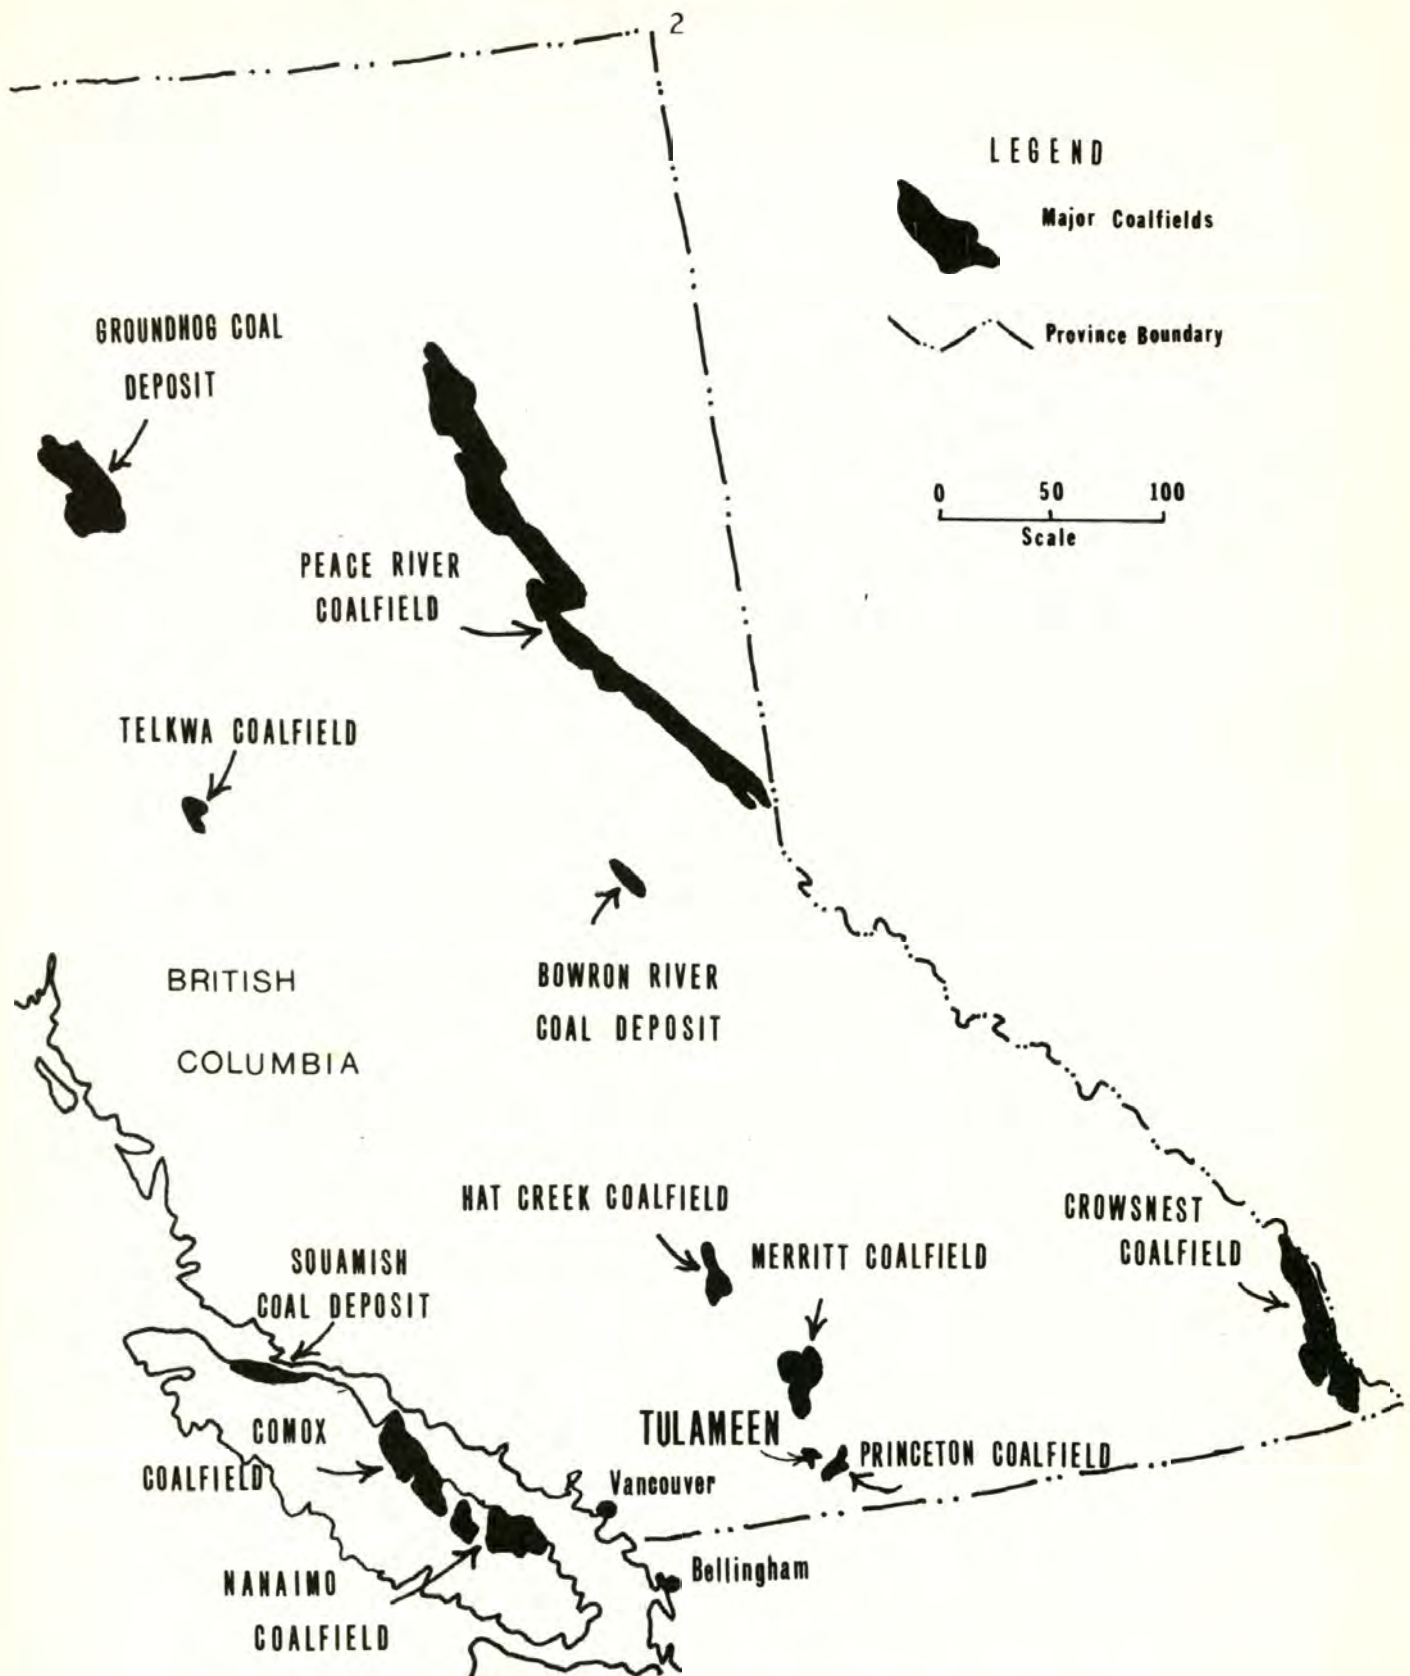 2
LEGEND
Major Coalfields
Province Boundary
0 50 100
Scale
GROUNDHOG COAL
DEPOSIT
PEACE RIVER
COALFIELD
TELKWA COALFIELD
BRITISH
COLUMBIA
BOWRON RIVER
COAL DEPOSIT
HAT CREEK COALFIELD
MERRITT COALFIELD
CROWSNEST
COALFIELD
SQUAMISH
COAL DEPOSIT
COMOX
COALFIELD
TULAMEEN
PRINCETON COALFIELD
Vancouver
Bellingham
NANAIMO
COALFIELD